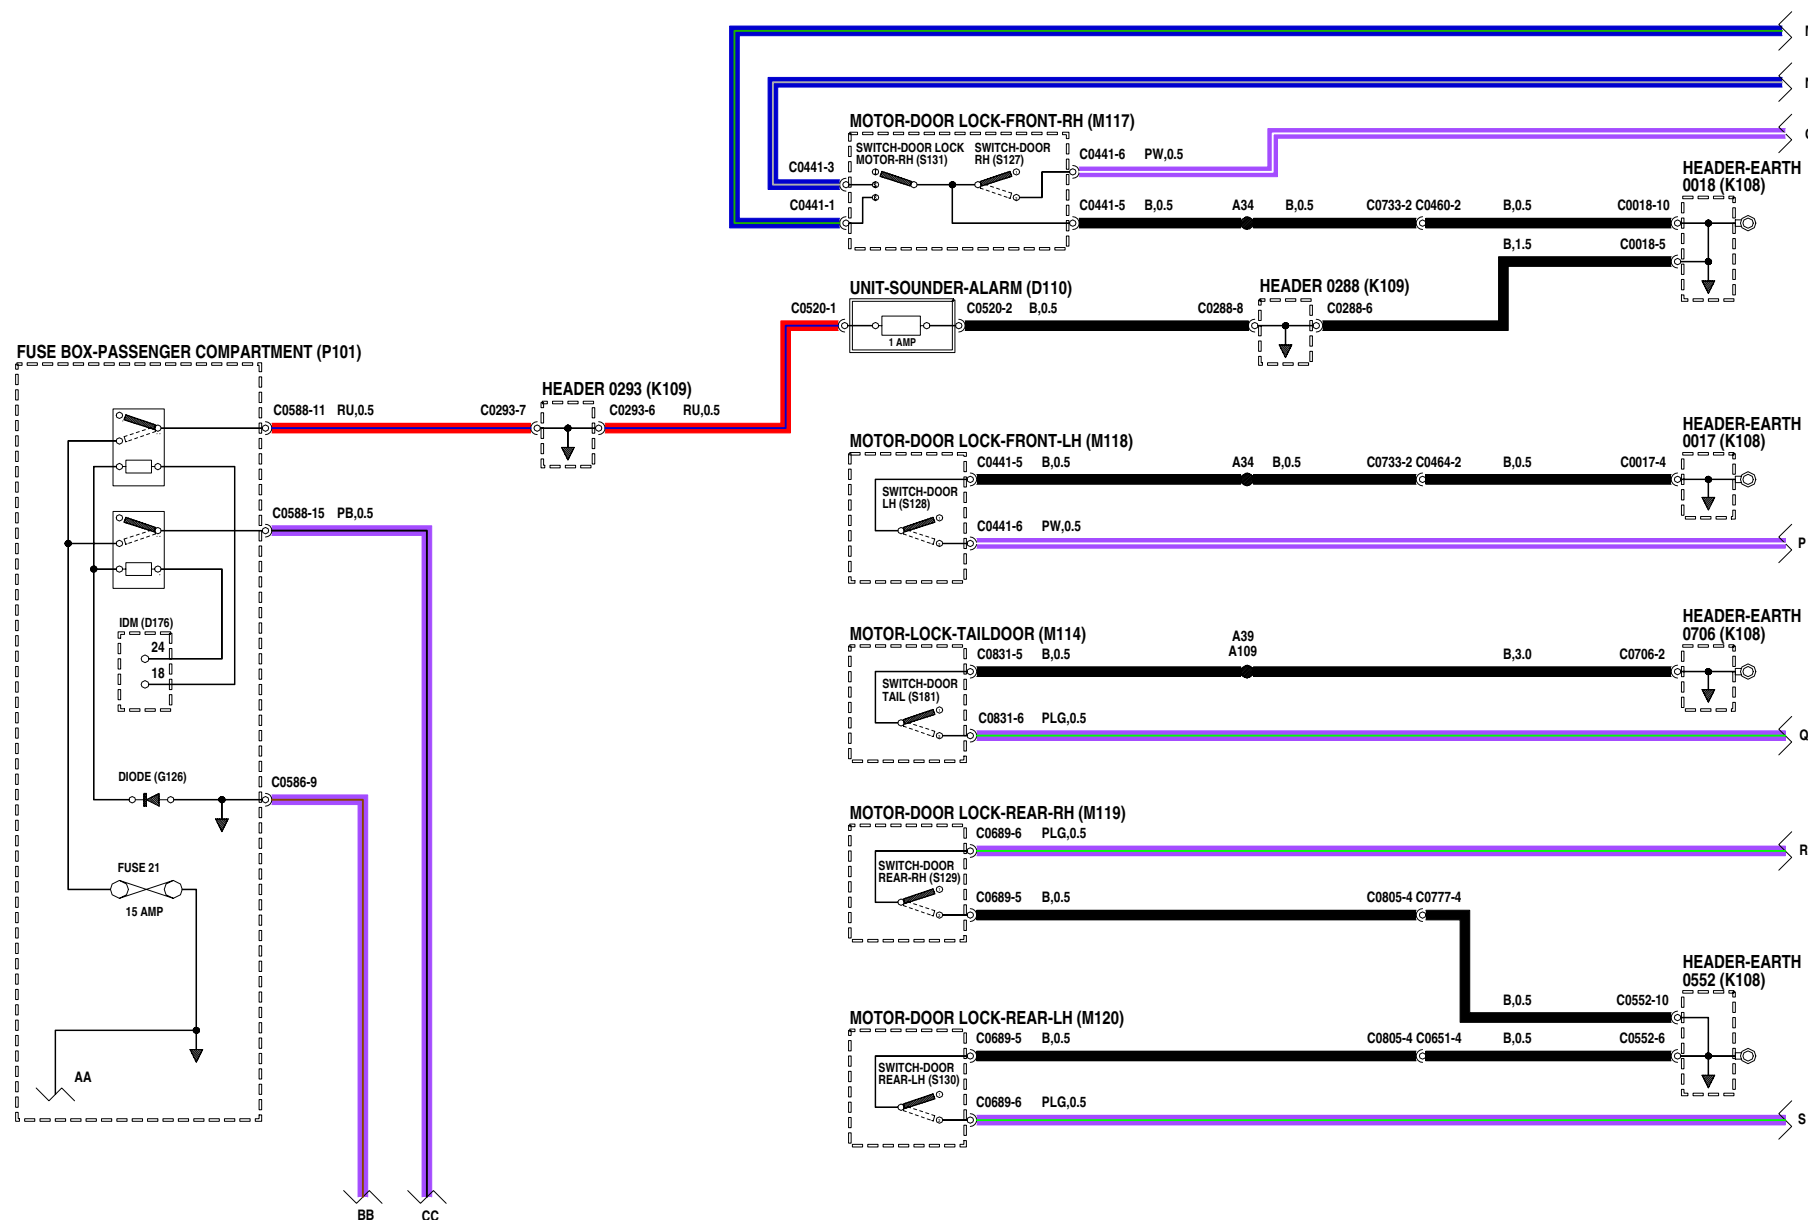 MOTOR-DOOR LOCK-FRONT-RH (M117)
SWITCH-DOOR LOCK
MOTOR-RH (S131)
SWITCH-DOOR
RH (S127)
C0441-3
C0441-1
C0441-6 PW,0.5
C0441-5 B,0.5 A34 B,0.5 C0733-2 C0460-2 B,0.5 C0018-10
HEADER-EARTH
0018 (K108)
B,1.5 C0018-5
UNIT-SOUNDER-ALARM (D110)
C0520-1
1 AMP
C0520-2 B,0.5 C0288-8
HEADER 0288 (K109)
C0288-6
FUSE BOX-PASSENGER COMPARTMENT (P101)
C0588-11 RU,0.5 C0293-7
HEADER 0293 (K109)
C0293-6 RU,0.5
C0588-15 PB,0.5
IDM (D176)
24
18
DIODE (G126)
C0586-9
FUSE 21
15 AMP
AA
BB
CC
MOTOR-DOOR LOCK-FRONT-LH (M118)
C0441-5 B,0.5 A34 B,0.5 C0733-2 C0464-2 B,0.5 C0017-4
HEADER-EARTH
0017 (K108)
SWITCH-DOOR
LH (S128)
C0441-6 PW,0.5
P
MOTOR-LOCK-TAILDOOR (M114)
C0831-5 B,0.5
A39
A109
B,3.0 C0706-2
HEADER-EARTH
0706 (K108)
SWITCH-DOOR
TAIL (S181)
C0831-6 PLG,0.5
Q
MOTOR-DOOR LOCK-REAR-RH (M119)
C0689-6 PLG,0.5
R
SWITCH-DOOR
REAR-RH (S129)
C0689-5 B,0.5 C0805-4 C0777-4
HEADER-EARTH
0552 (K108)
B,0.5 C0552-10
MOTOR-DOOR LOCK-REAR-LH (M120)
C0689-5 B,0.5 C0805-4 C0651-4 B,0.5 C0552-6
SWITCH-DOOR
REAR-LH (S130)
C0689-6 PLG,0.5
S